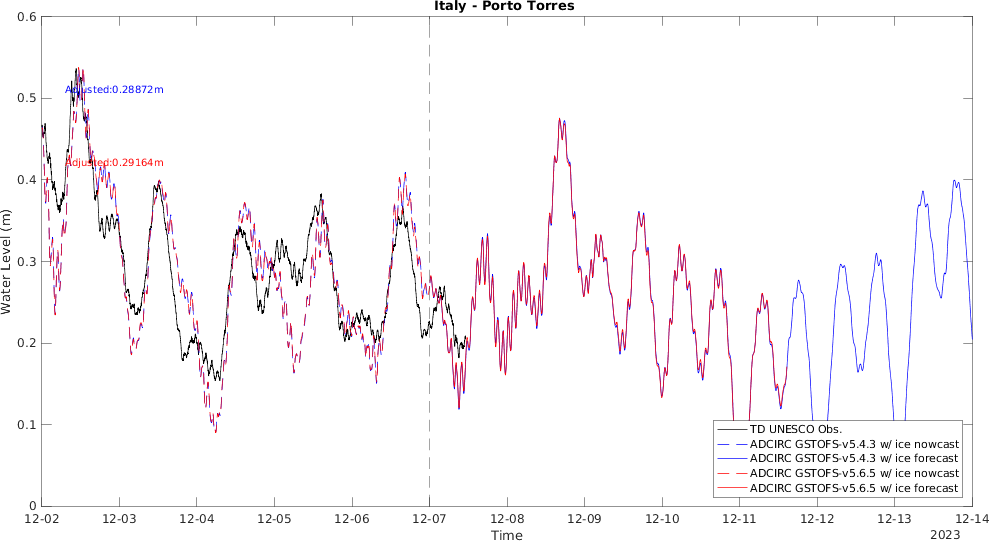 Italy - Porto Torres
Water Level (m)
0.6
0.5
0.4
0.3
0.2
0.1
0
Adjusted:0.28872m
Adjusted:0.29164m
TD UNESCO Obs.
ADCIRC GSTOFS-v5.4.3 w/ ice nowcast
ADCIRC GSTOFS-v5.4.3 w/ ice forecast
ADCIRC GSTOFS-v5.6.5 w/ ice nowcast
ADCIRC GSTOFS-v5.6.5 w/ ice forecast
12-02 12-03 12-04 12-05 12-06 12-07 12-08 12-09 12-10 12-11 12-12 12-13 12-14
Time
2023